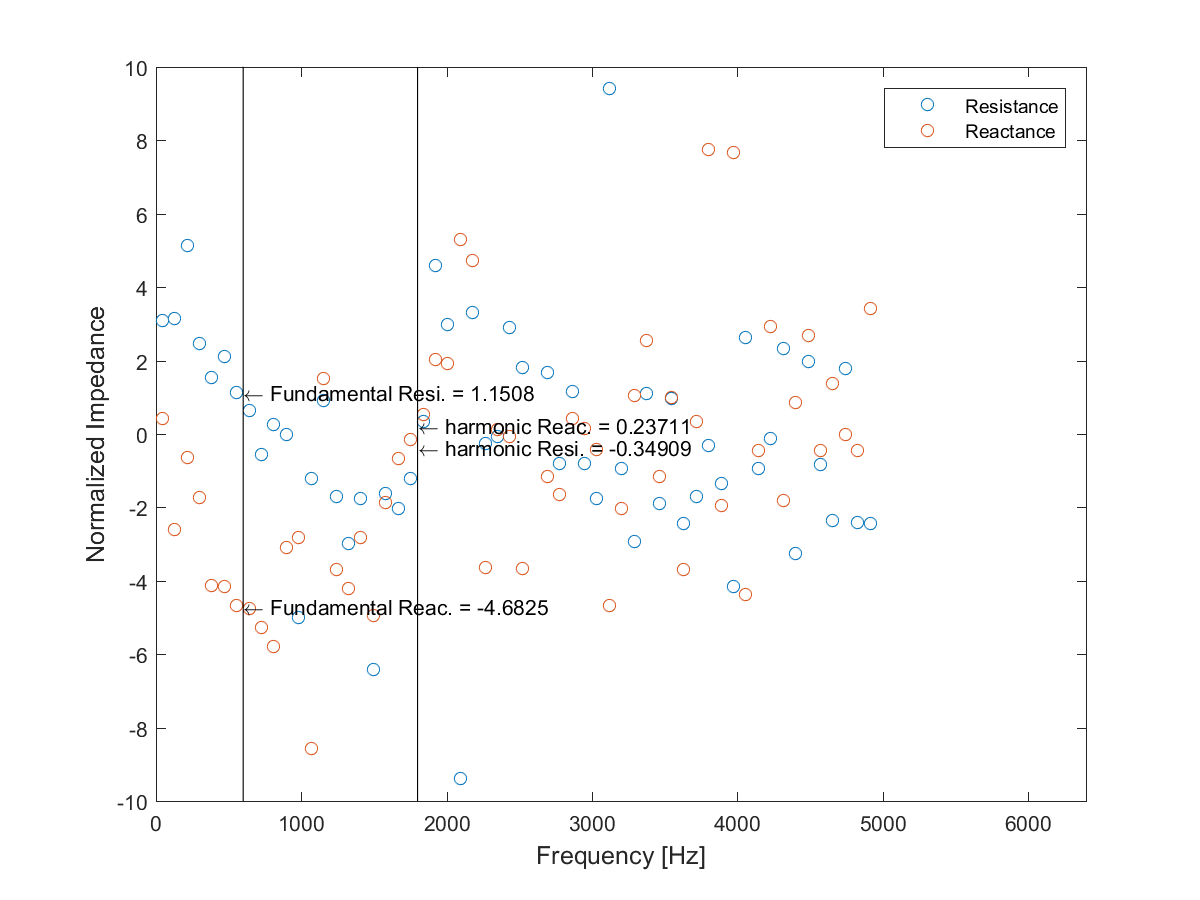 10
8
6
4
2
0
-2
-4
-6
-8
-10
Normalized Impedance
Resistance
Reactance
← Fundamental Resi. = 1.1508
← harmonic Reac. = 0.23711
← harmonic Resi. = -0.34909
← Fundamental Reac. = -4.6825
0 1000 2000 3000 4000 5000 6000
Frequency [Hz]